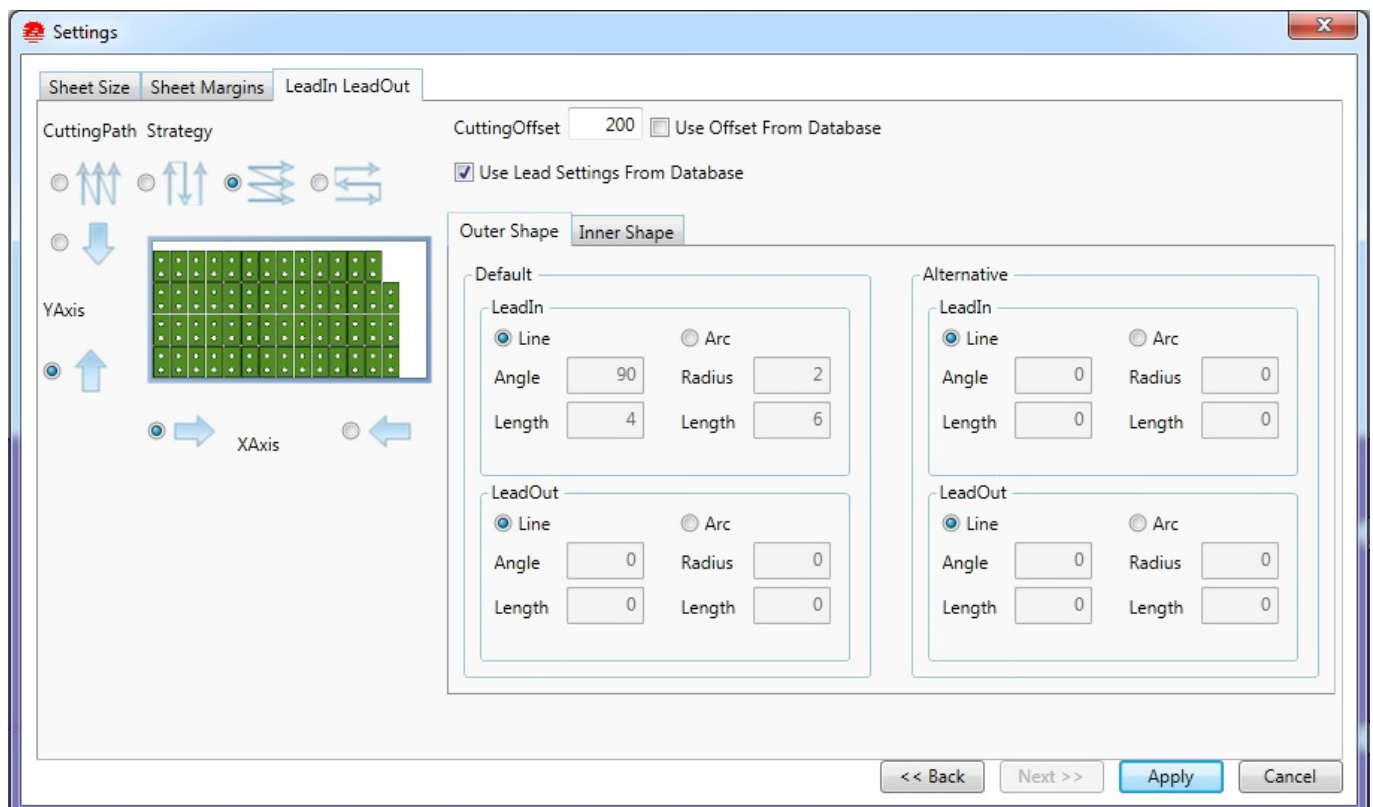 Settings
Sheet Size Sheet Margins LeadIn LeadOut
CuttingPath Strategy
CuttingOffset 200 Use Offset From Database
Use Lead Settings From Database
YAxis
XAxis
Outer Shape Inner Shape
Default
LeadIn
Line Arc
Angle 90 Radius 2
Length 4 Length 6
LeadOut
Line Arc
Angle 0 Radius 0
Length 0 Length 0
Alternative
LeadIn
Line Arc
Angle 0 Radius 0
Length 0 Length 0
LeadOut
Line Arc
Angle 0 Radius 0
Length 0 Length 0
<< Back Next >> Apply Cancel